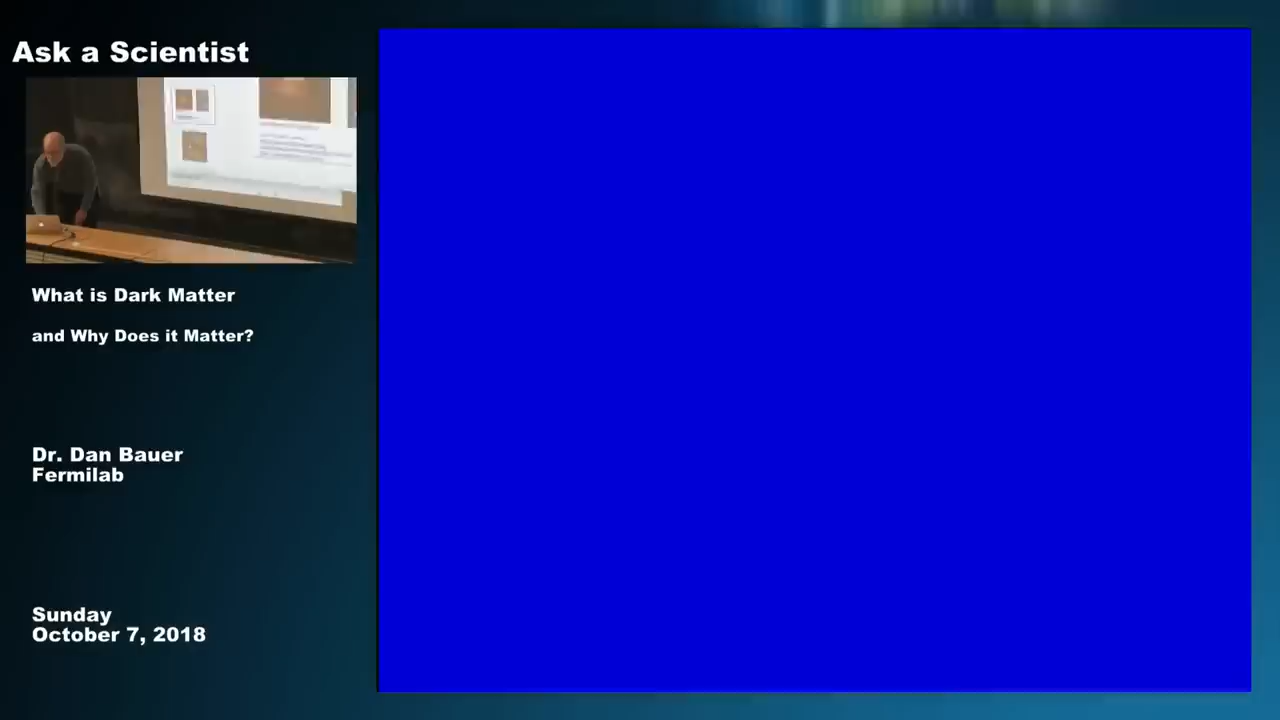 Ask a Scientist
What is Dark Matter
and Why Does it Matter?
Dr. Dan Bauer
Fermilab
Sunday
October 7, 2018